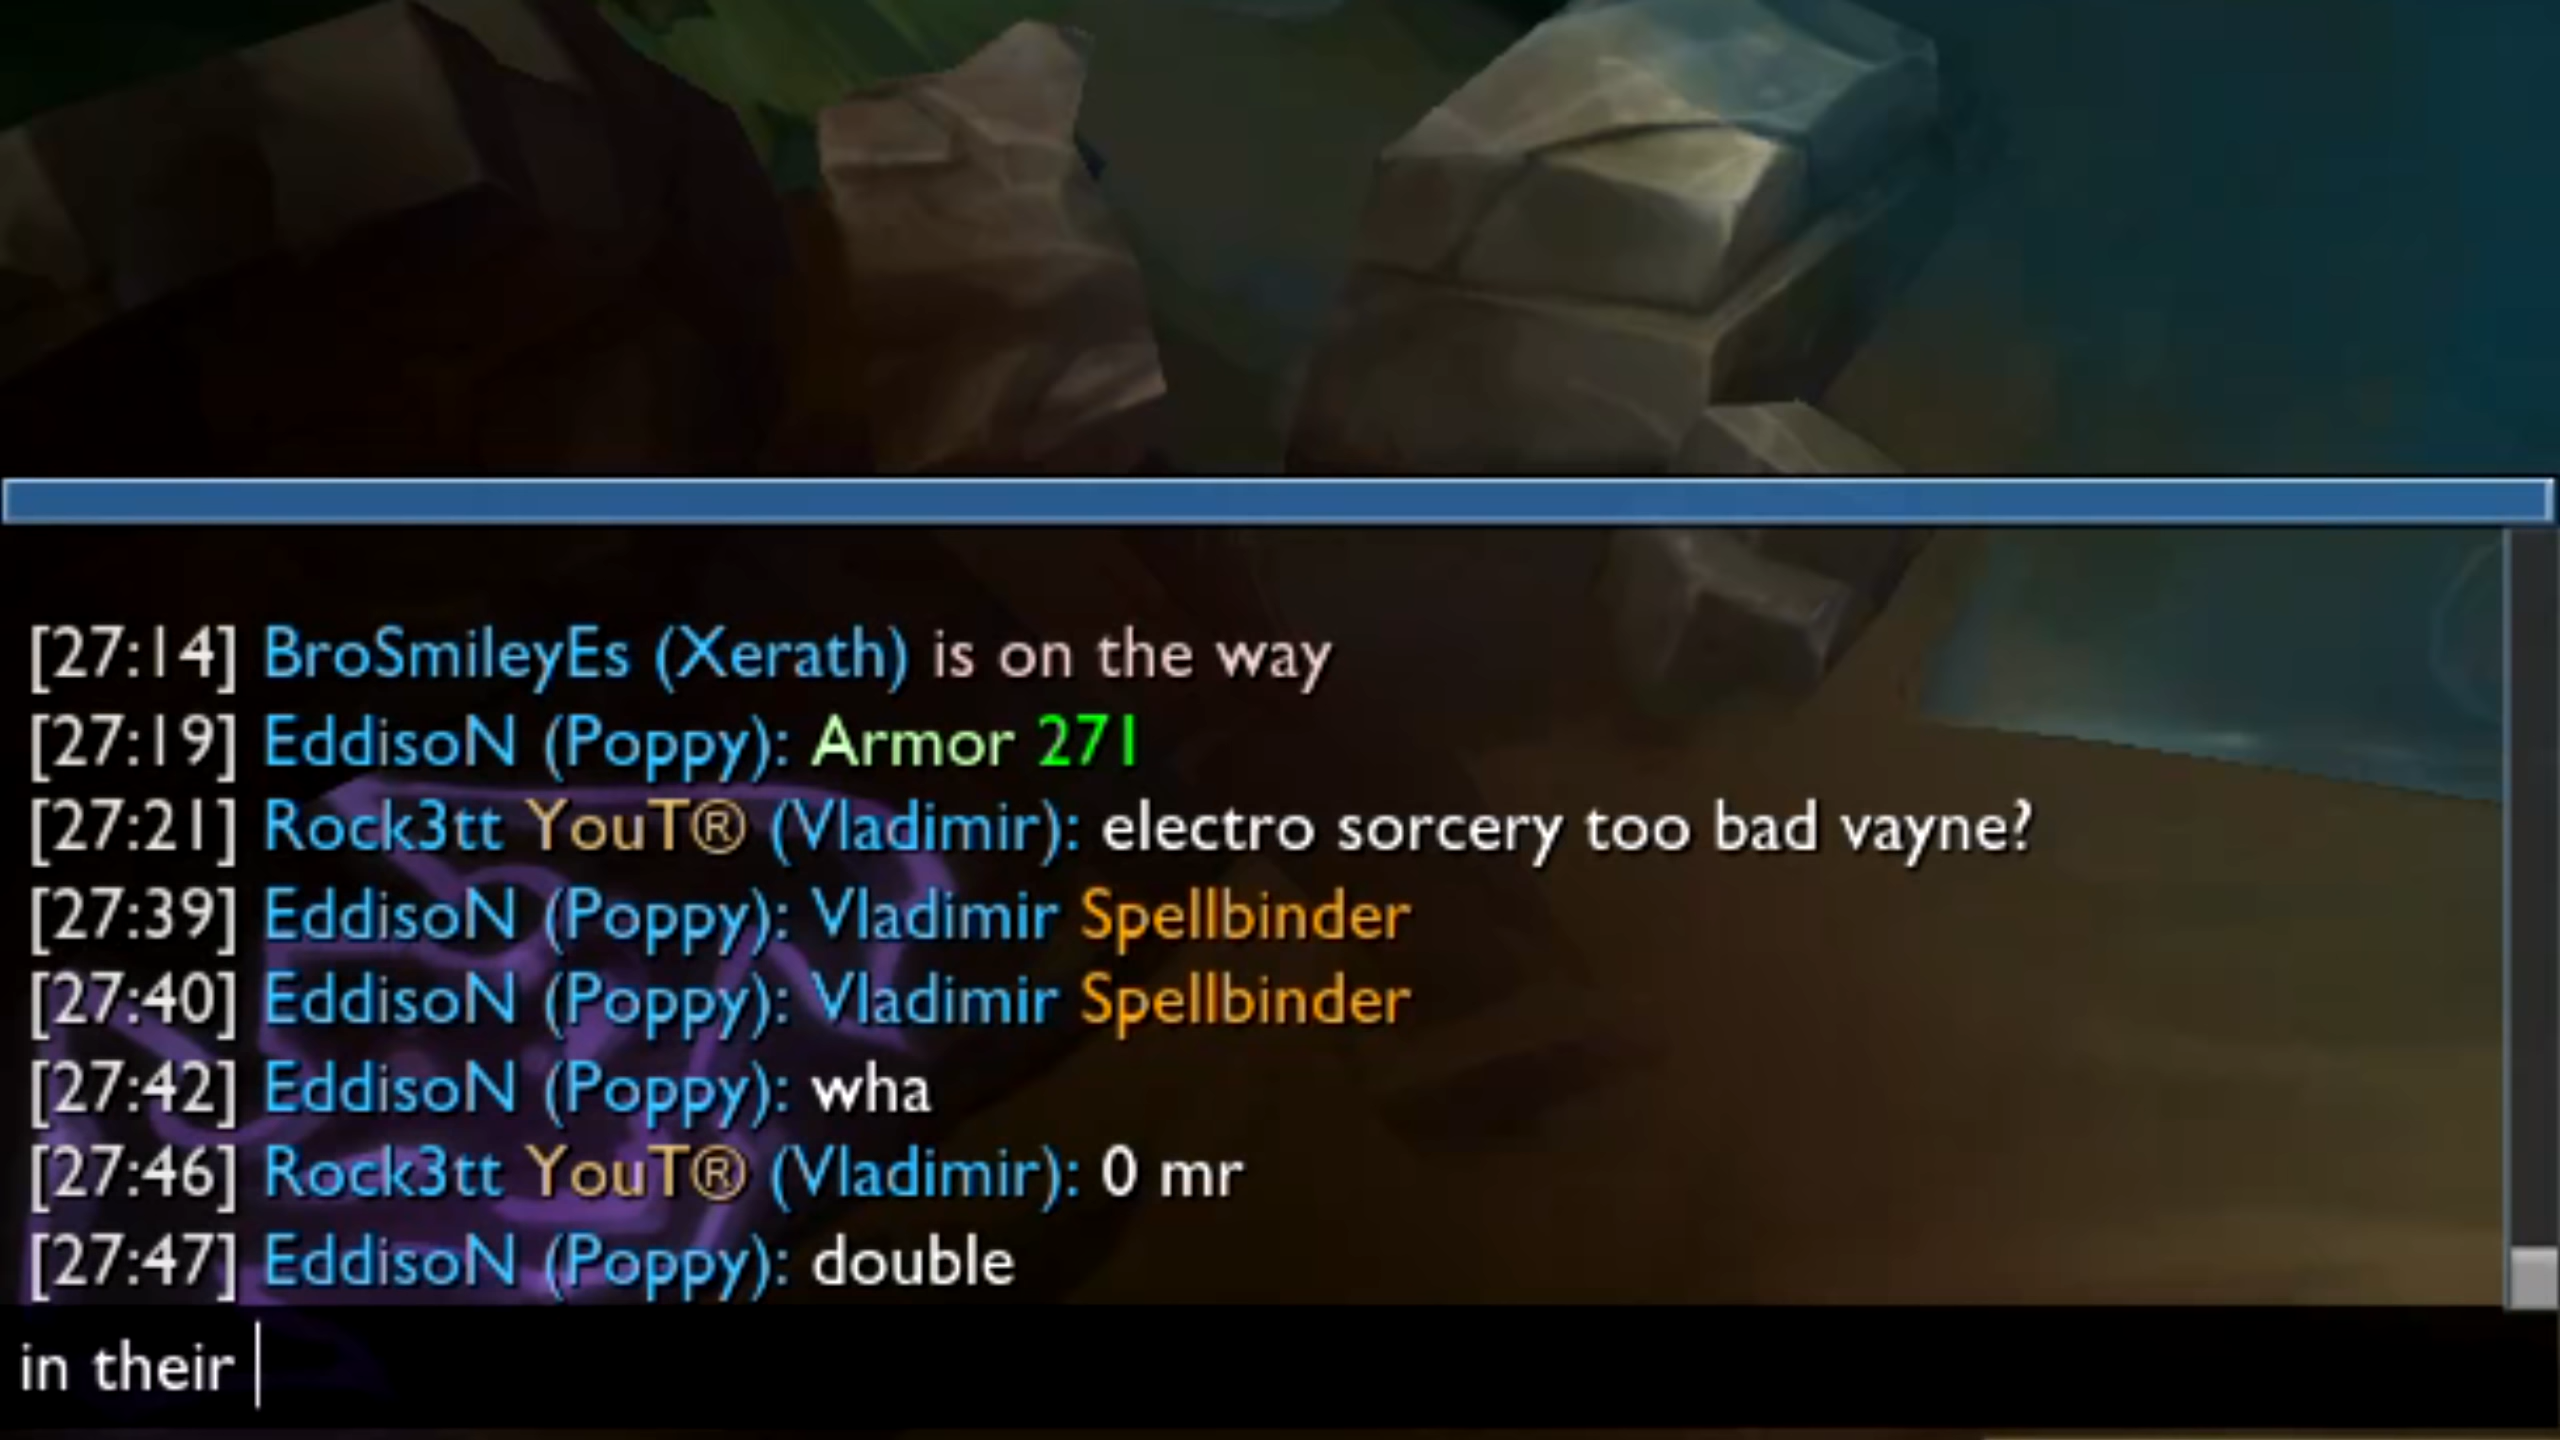 [27:14] BroSmileyEs (Xerath) is on the way
[27:19] EddisoN (Poppy): Armor 271
[27:21] Rock3tt YouT® (Vladimir): electro sorcery too bad vayne?
[27:39] EddisoN (Poppy): Vladimir Spellbinder
[27:40] EddisoN (Poppy): Vladimir Spellbinder
[27:42] EddisoN (Poppy): wha
[27:46] Rock3tt YouT® (Vladimir): 0 mr
[27:47] EddisoN (Poppy): double
in their